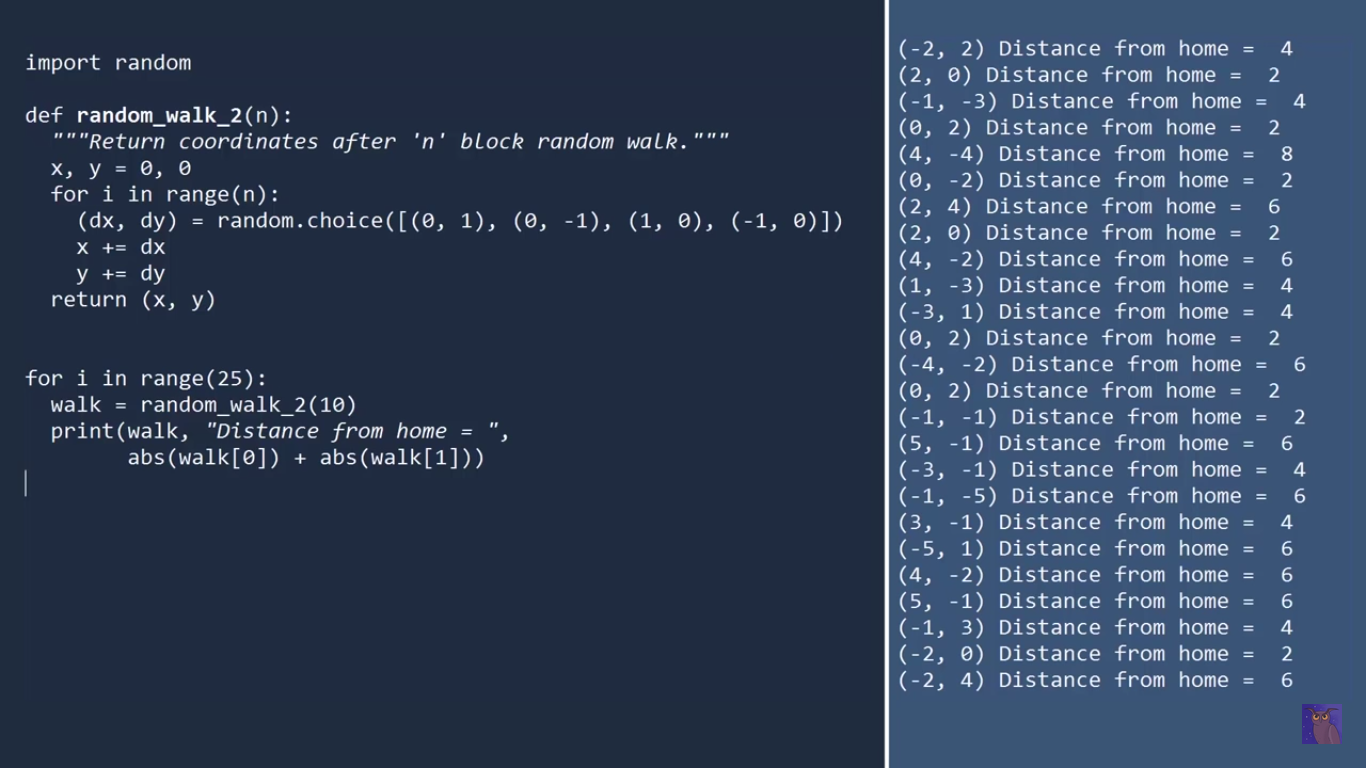 import random
def random_walk_2(n):
"""Return coordinates after 'n' block random walk."""
x, y = 0, 0
for i in range(n):
(dx, dy) = random.choice([(0, 1), (0, -1), (1, 0), (-1, 0)])
x += dx
y += dy
return (x, y)
for i in range(25):
walk = random_walk_2(10)
print(walk, "Distance from home = ",
abs(walk[0]) + abs(walk[1]))
(-2, 2) Distance from home =  4
(2, 0) Distance from home =  2
(-1, -3) Distance from home =  4
(0, 2) Distance from home =  2
(4, -4) Distance from home =  8
(0, -2) Distance from home =  2
(2, 4) Distance from home =  6
(2, 0) Distance from home =  2
(4, -2) Distance from home =  6
(1, -3) Distance from home =  4
(-3, 1) Distance from home =  4
(0, 2) Distance from home =  2
(-4, -2) Distance from home =  6
(0, 2) Distance from home =  2
(-1, -1) Distance from home =  2
(5, -1) Distance from home =  6
(-3, -1) Distance from home =  4
(-1, -5) Distance from home =  6
(3, -1) Distance from home =  4
(-5, 1) Distance from home =  6
(4, -2) Distance from home =  6
(5, -1) Distance from home =  6
(-1, 3) Distance from home =  4
(-2, 0) Distance from home =  2
(-2, 4) Distance from home =  6